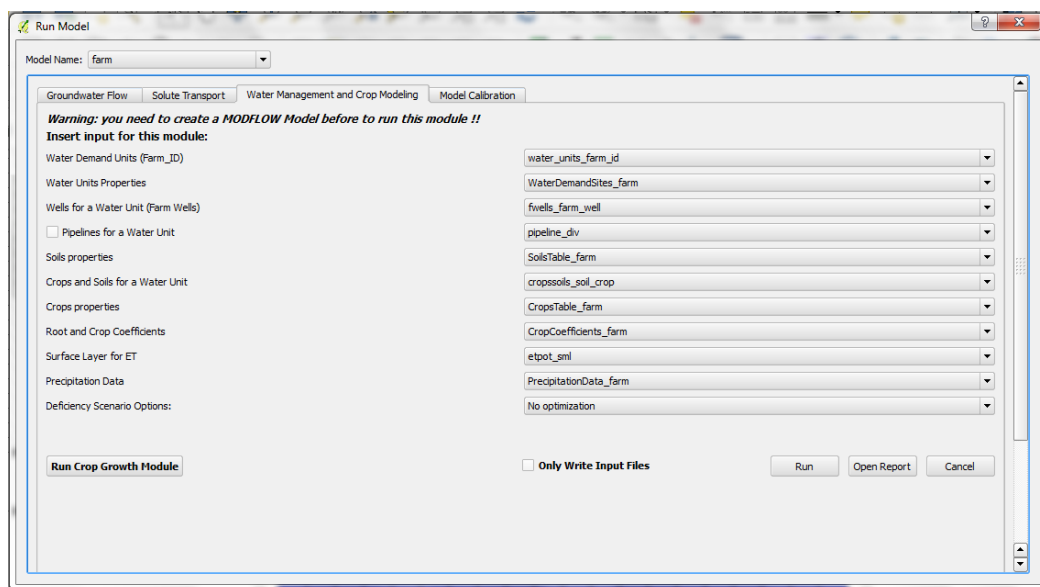 Run Model
?
X
Model Name: farm
Groundwater Flow Solute Transport Water Management and Crop Modeling Model Calibration
Warning: you need to create a MODFLOW Model before to run this module !!
Insert input for this module:
Water Demand Units (Farm_ID) water_units_farm_id
Water Units Properties WaterDemandSites_farm
Wells for a Water Unit (Farm Wells) fwells_farm_well
Pipelines for a Water Unit pipeline_div
Soils properties SoilsTable_farm
Crops and Soils for a Water Unit cropssoils_soil_crop
Crops properties CropsTable_farm
Root and Crop Coefficients CropCoefficients_farm
Surface Layer for ET etpot_sml
Precipitation Data PrecipitationData_farm
Deficiency Scenario Options: No optimization
Run Crop Growth Module Only Write Input Files Run Open Report Cancel